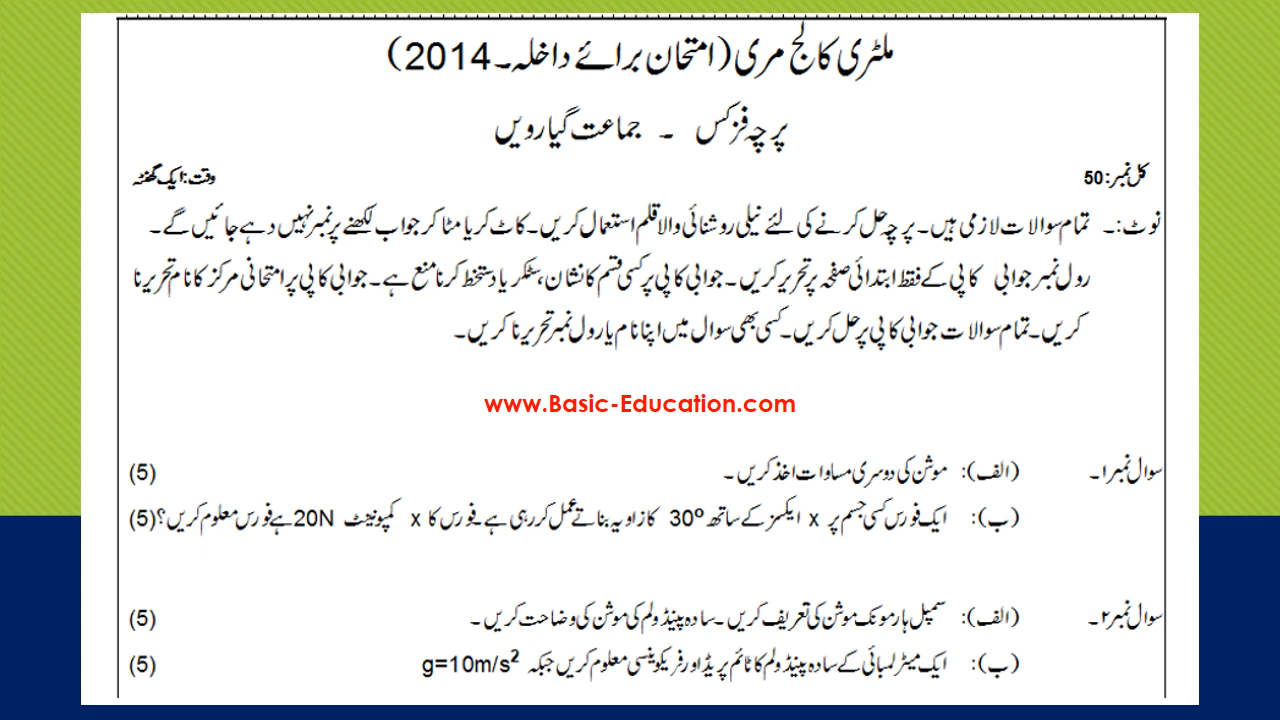 ملٹری کالج مری (امتحان برائے داخلہ۔2014)
پرچہ فزکس ۔ جماعت گیارویں
کل نمبر: 50 وقت: ایک گھنٹہ
نوٹ:۔ تمام سوالات لازمی ہیں۔ پرچہ حل کرنے کی لئے نیلی روشنائی والا قلم استعمال کریں۔ کاٹ کر یا مٹا کر جواب لکھنے پر نمبر نہیں دہے جائیں گے۔
رول نمبر جوابی کاپی کے فقط ابتدائی صفحہ پر تحریر کریں۔ جوابی کاپی پر کسی قسم کا نشان، سٹکر یا دستخط کرنا منع ہے۔ جوابی کاپی پر امتحانی مرکز کا نام تحریر نا
کریں۔ تمام سوالات جوابی کاپی پر حل کریں۔ کسی بھی سوال میں اپنا نام یا رول نمبر تحریر نا کریں۔
www.Basic-Education.com
سوال نمبر ۱۔ (الف): موشن کی دوسری مساوات اخذ کریں۔ (5)
(ب): ایک فورس کسی جسم پر x ایکسز کے ساتھ 30º کا زاویہ بناتے عمل کر رہی ہے۔ فورس کا x کمپوننٹ 20N ہے فورس معلوم کریں؟ (5)
سوال نمبر ۲۔ (الف): سمپل ہارمونک موشن کی تعریف کریں۔ سادہ پینڈولم کی موشن کی وضاحت کریں۔ (5)
(ب): ایک میٹر لمبائی کے سادہ پینڈولم کا ٹائم پریڈ اور فریکوینسی معلوم کریں جبکہ g=10m/s² (5)